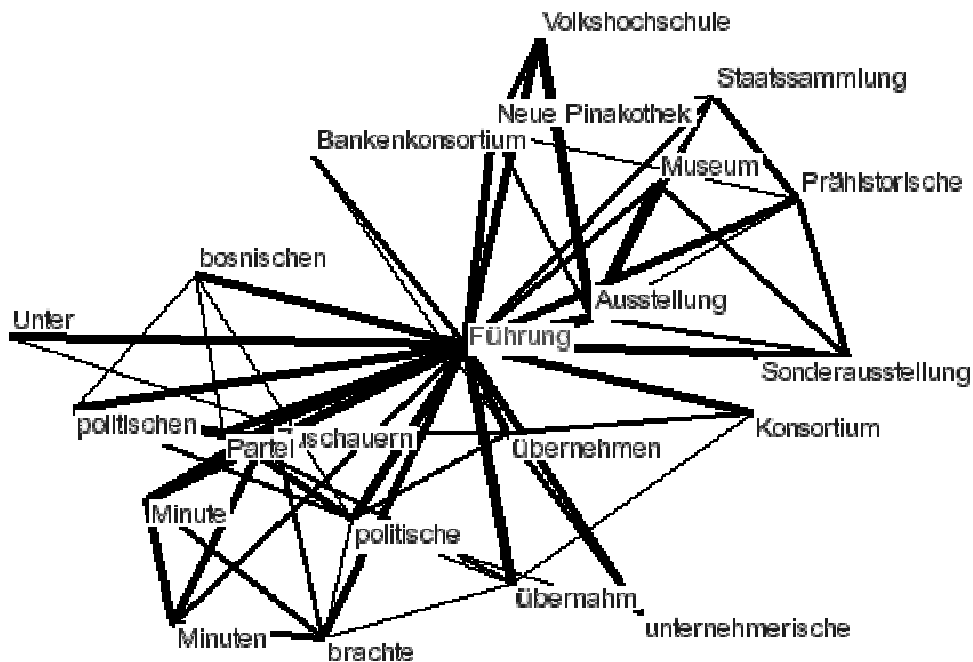 Volkshochschule
Staatssammlung
Neue Pinakothek
Bankenkonsortium
Museum
Prähistorische
bosnischen
Ausstellung
Unter
Führung
Sonderausstellung
politischen
Konsortium
Partei
uschauern
übernehmen
Minute
politische
übernahm
unternehmerische
Minuten
brachte